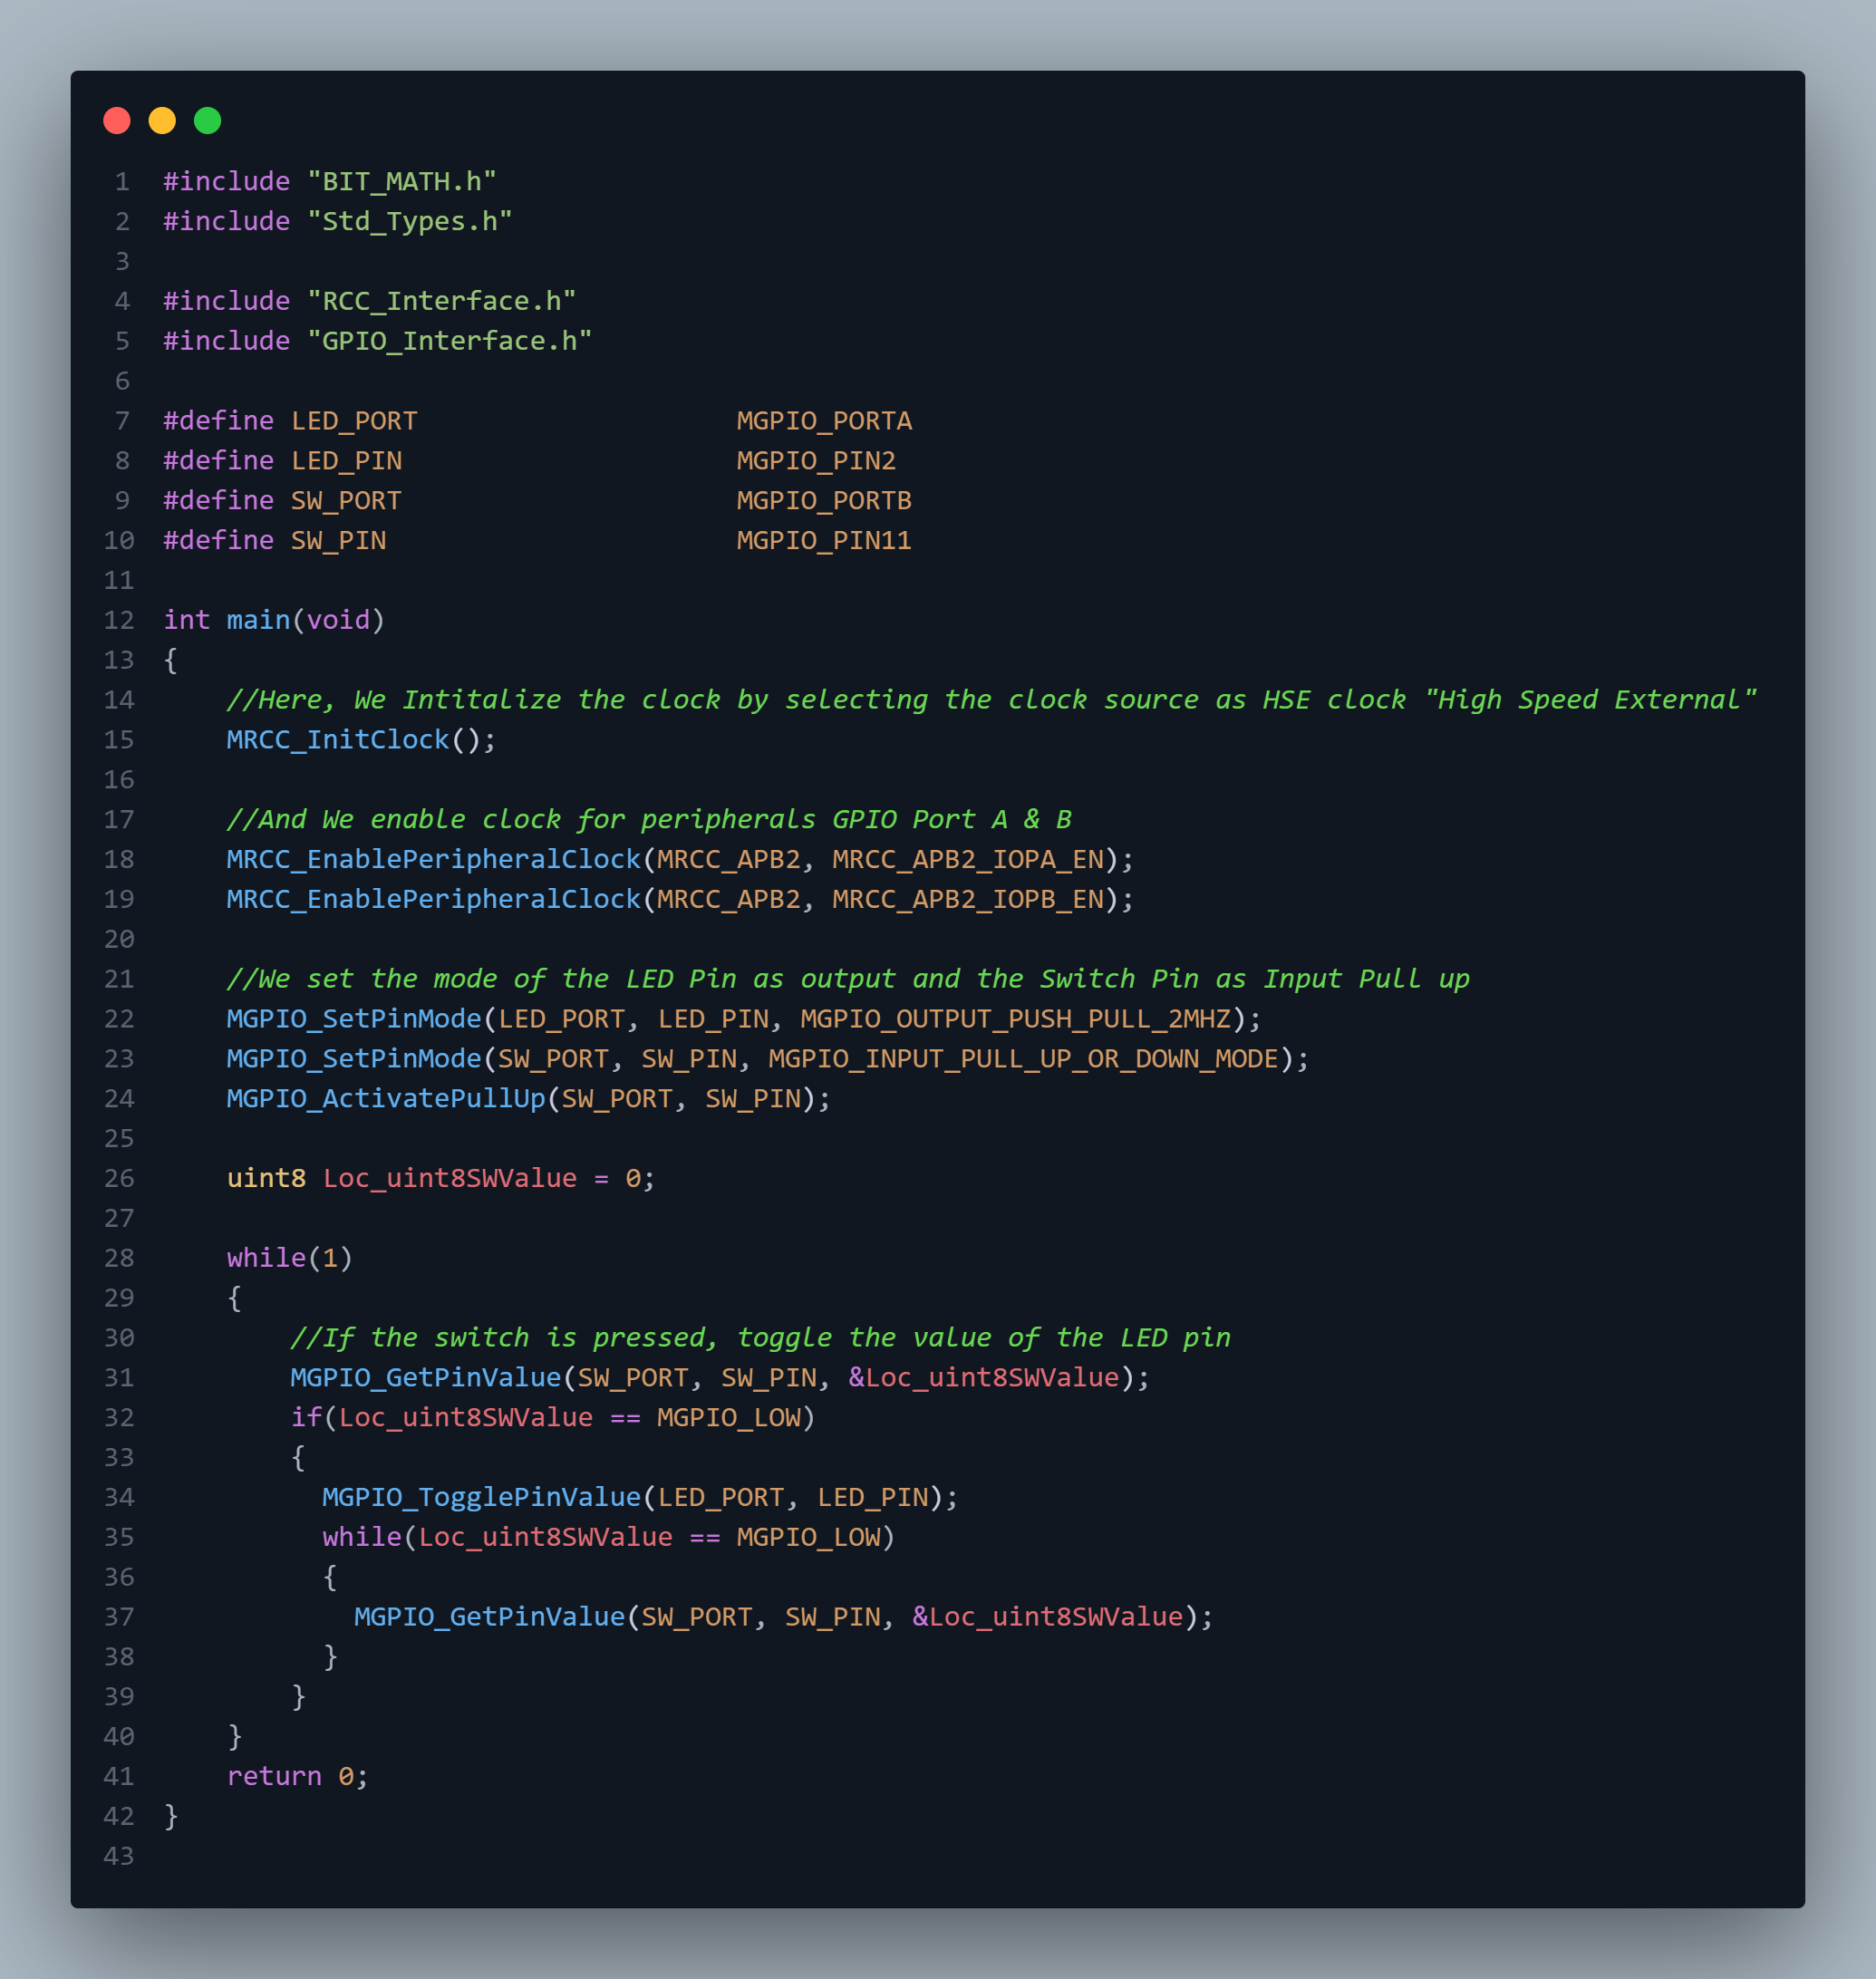 1 #include "BIT_MATH.h"
2 #include "Std_Types.h"
3
4 #include "RCC_Interface.h"
5 #include "GPIO_Interface.h"
6
7 #define LED_PORT                    MGPIO_PORTA
8 #define LED_PIN                     MGPIO_PIN2
9 #define SW_PORT                     MGPIO_PORTB
10 #define SW_PIN                      MGPIO_PIN11
11
12 int main(void)
13 {
14     //Here, We Intitalize the clock by selecting the clock source as HSE clock "High Speed External"
15     MRCC_InitClock();
16
17     //And We enable clock for peripherals GPIO Port A & B
18     MRCC_EnablePeripheralClock(MRCC_APB2, MRCC_APB2_IOPA_EN);
19     MRCC_EnablePeripheralClock(MRCC_APB2, MRCC_APB2_IOPB_EN);
20
21     //We set the mode of the LED Pin as output and the Switch Pin as Input Pull up
22     MGPIO_SetPinMode(LED_PORT, LED_PIN, MGPIO_OUTPUT_PUSH_PULL_2MHZ);
23     MGPIO_SetPinMode(SW_PORT, SW_PIN, MGPIO_INPUT_PULL_UP_OR_DOWN_MODE);
24     MGPIO_ActivatePullUp(SW_PORT, SW_PIN);
25
26     uint8 Loc_uint8SWValue = 0;
27
28     while(1)
29     {
30         //If the switch is pressed, toggle the value of the LED pin
31         MGPIO_GetPinValue(SW_PORT, SW_PIN, &Loc_uint8SWValue);
32         if(Loc_uint8SWValue == MGPIO_LOW)
33         {
34           MGPIO_TogglePinValue(LED_PORT, LED_PIN);
35           while(Loc_uint8SWValue == MGPIO_LOW)
36           {
37             MGPIO_GetPinValue(SW_PORT, SW_PIN, &Loc_uint8SWValue);
38           }
39         }
40     }
41     return 0;
42 }
43